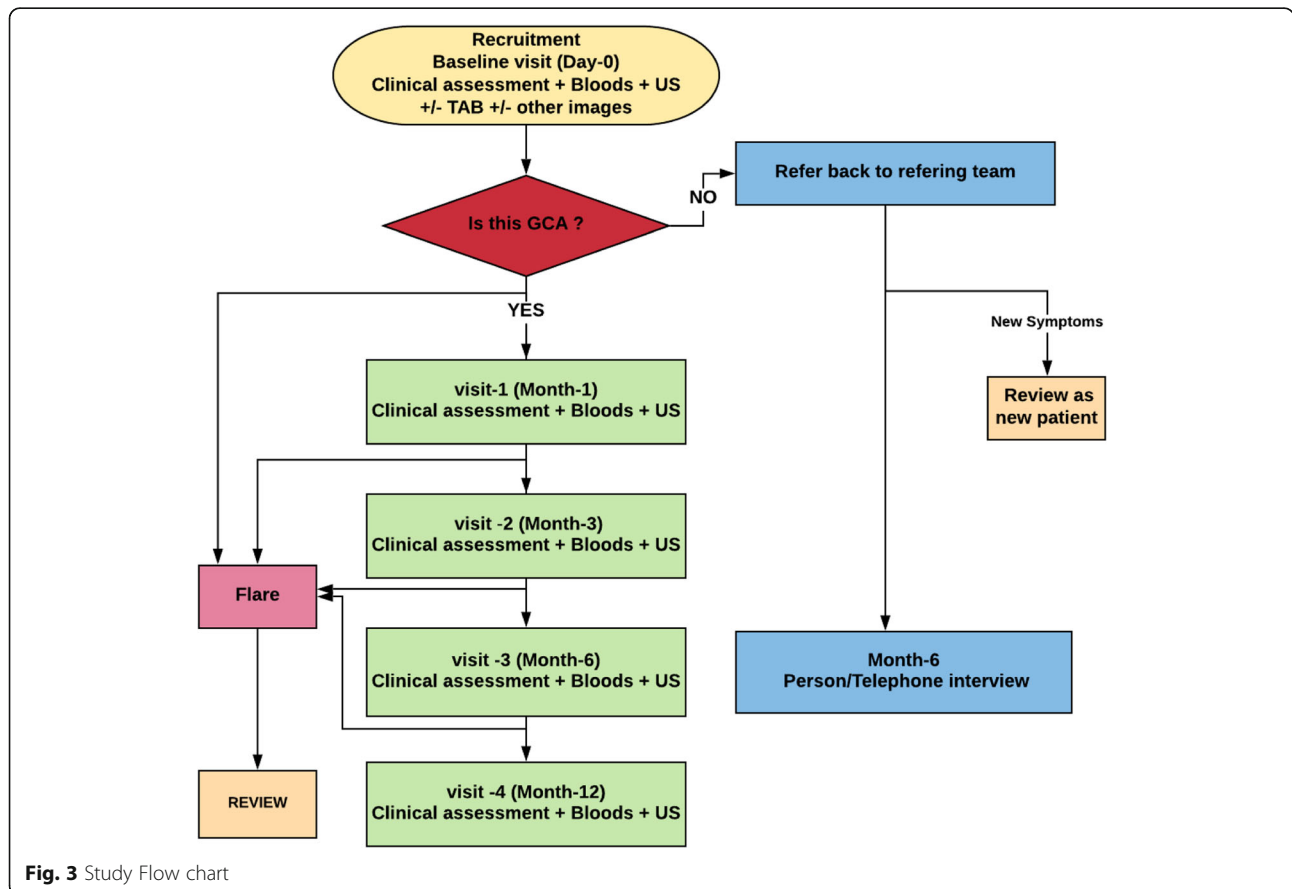 Recruitment
Baseline visit (Day-0)
Clinical assessment + Bloods + US
+/- TAB +/- other images
Is this GCA ?
NO
Refer back to refering team
YES
New Symptoms
Review as
new patient
visit-1 (Month-1)
Clinical assessment + Bloods + US
visit -2 (Month-3)
Clinical assessment + Bloods + US
Flare
visit -3 (Month-6)
Clinical assessment + Bloods + US
Month-6
Person/Telephone interview
REVIEW
visit -4 (Month-12)
Clinical assessment + Bloods + US
Fig. 3 Study Flow chart